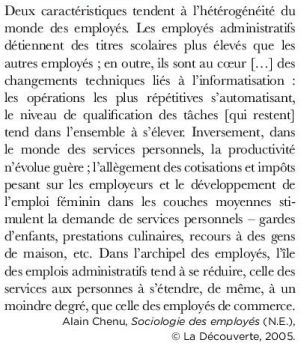 Deux caractéristiques tendent à l'hétérogénéité du
monde des employés. Les employés administratifs
détiennent des titres scolaires plus élevés que les
autres employés ; en outre, ils sont au cœur [...] des
changements techniques liés à l'informatisation :
les opérations les plus répétitives s'automatisant,
le niveau de qualification des tâches [qui restent]
tend dans l'ensemble à s'élever. Inversement, dans
le monde des services personnels, la productivité
n'évolue guère ; l'allègement des cotisations et impôts
pesant sur les employeurs et le développement de
l'emploi féminin dans les couches moyennes sti-
mulent la demande de services personnels – gardes
d'enfants, prestations culinaires, recours à des gens
de maison, etc. Dans l'archipel des employés, l'île
des emplois administratifs tend à se réduire, celle des
services aux personnes à s'étendre, de même, à un
moindre degré, que celle des employés de commerce.
Alain Chenu, Sociologie des employés (N.E.),
© La Découverte, 2005.